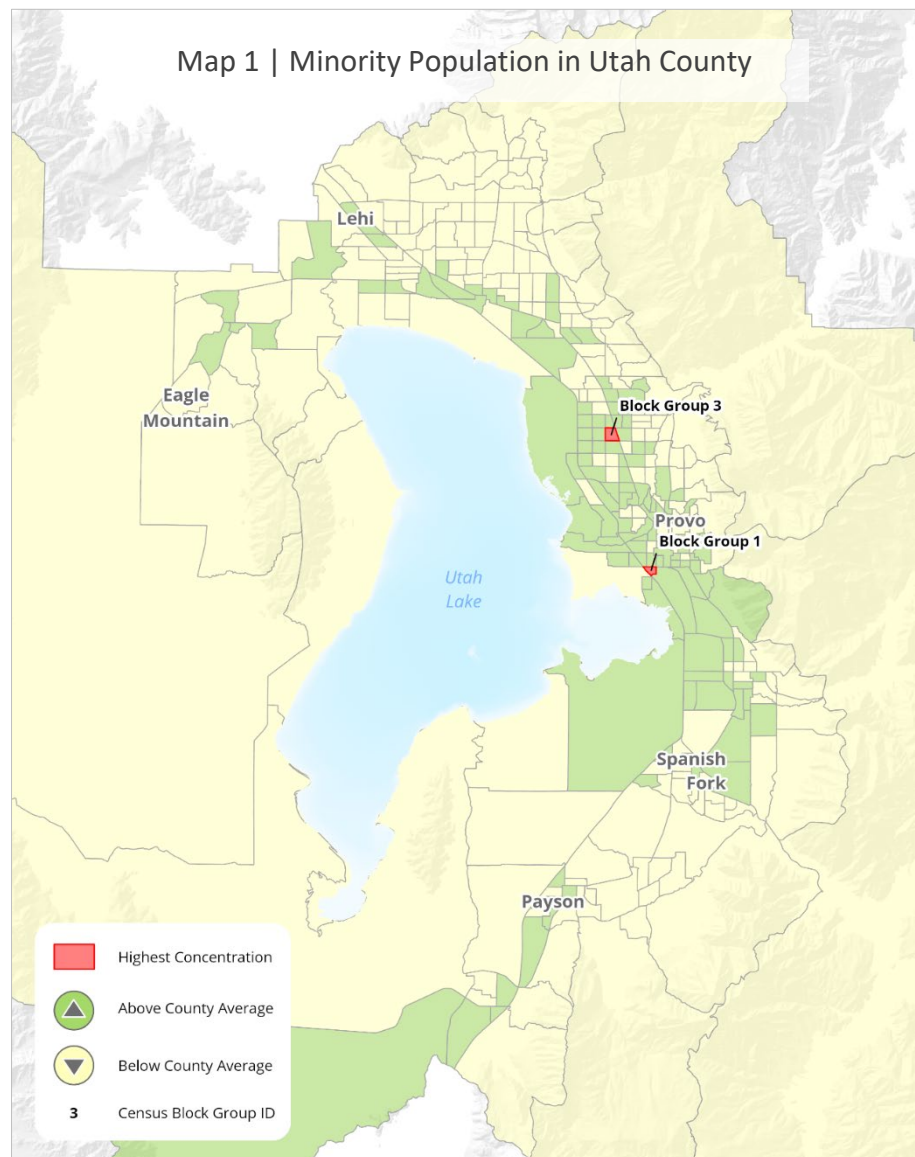 Map 1 | Minority Population in Utah County
Lehi
Eagle
Mountain
Block Group 3
Provo
Block Group 1
Utah
Lake
Spanish
Fork
Payson
Highest Concentration
Above County Average
Below County Average
3 Census Block Group ID